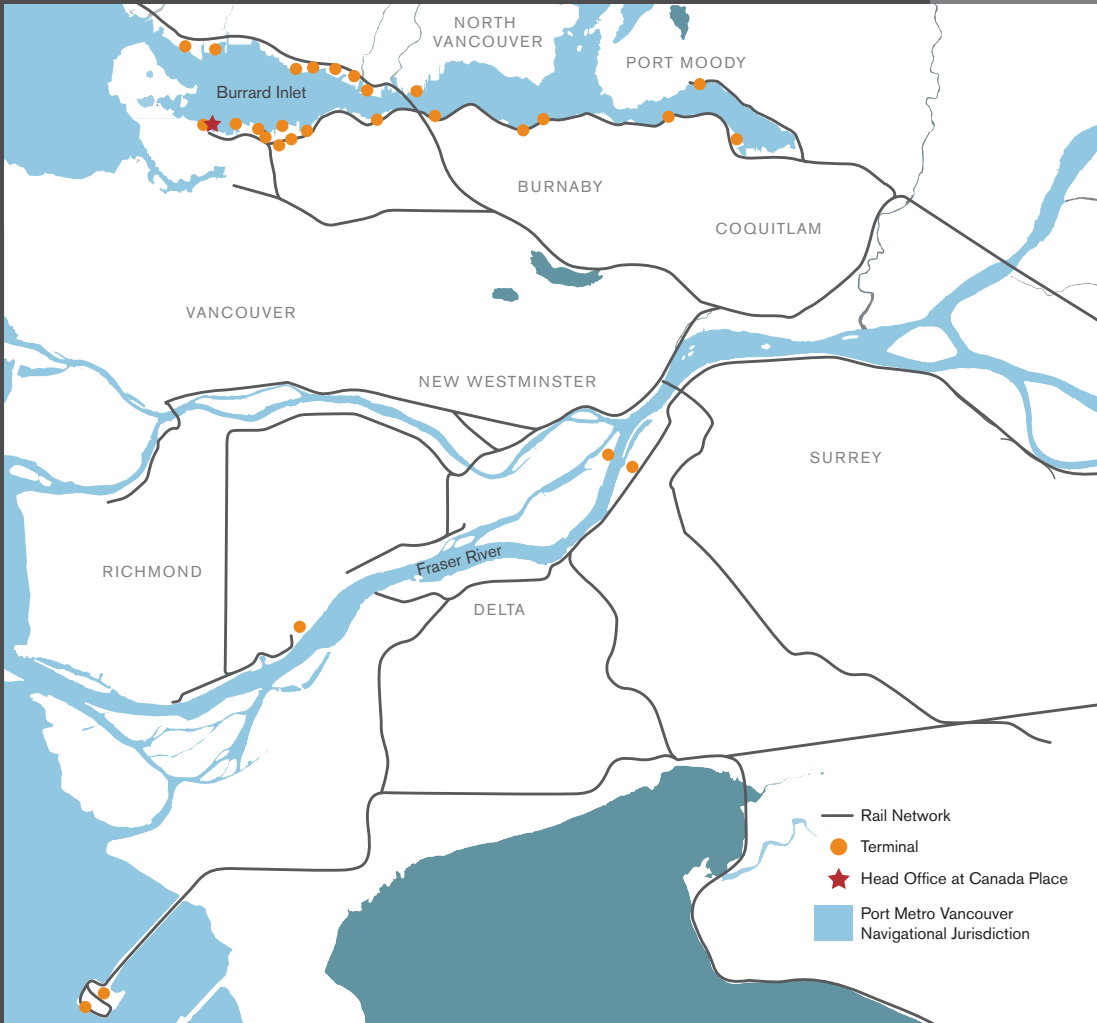 NORTH
VANCOUVER
PORT MOODY
Burrard Inlet
BURNABY
COQUITLAM
VANCOUVER
NEW WESTMINSTER
SURREY
Fraser River
RICHMOND
DELTA
Rail Network
Terminal
Head Office at Canada Place
Port Metro Vancouver
Navigational Jurisdiction